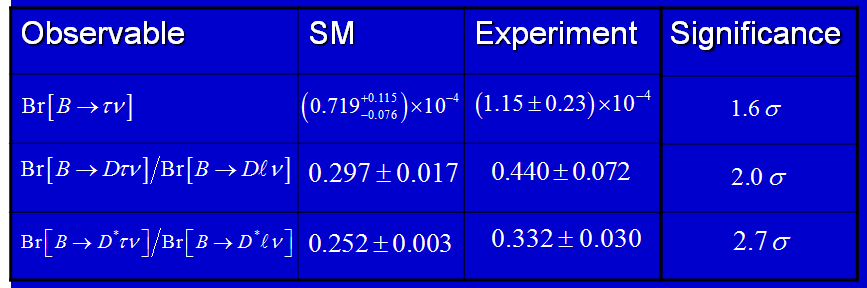 Observable SM Experiment Significance
Br[B → τν] (0.719 +0.115 −0.076)×10⁻⁴ (1.15 ± 0.23)×10⁻⁴ 1.6 σ
Br[B → Dτν]/Br[B → Dℓν] 0.297 ± 0.017 0.440 ± 0.072 2.0 σ
Br[B → D*τν]/Br[B → D*ℓν] 0.252 ± 0.003 0.332 ± 0.030 2.7 σ